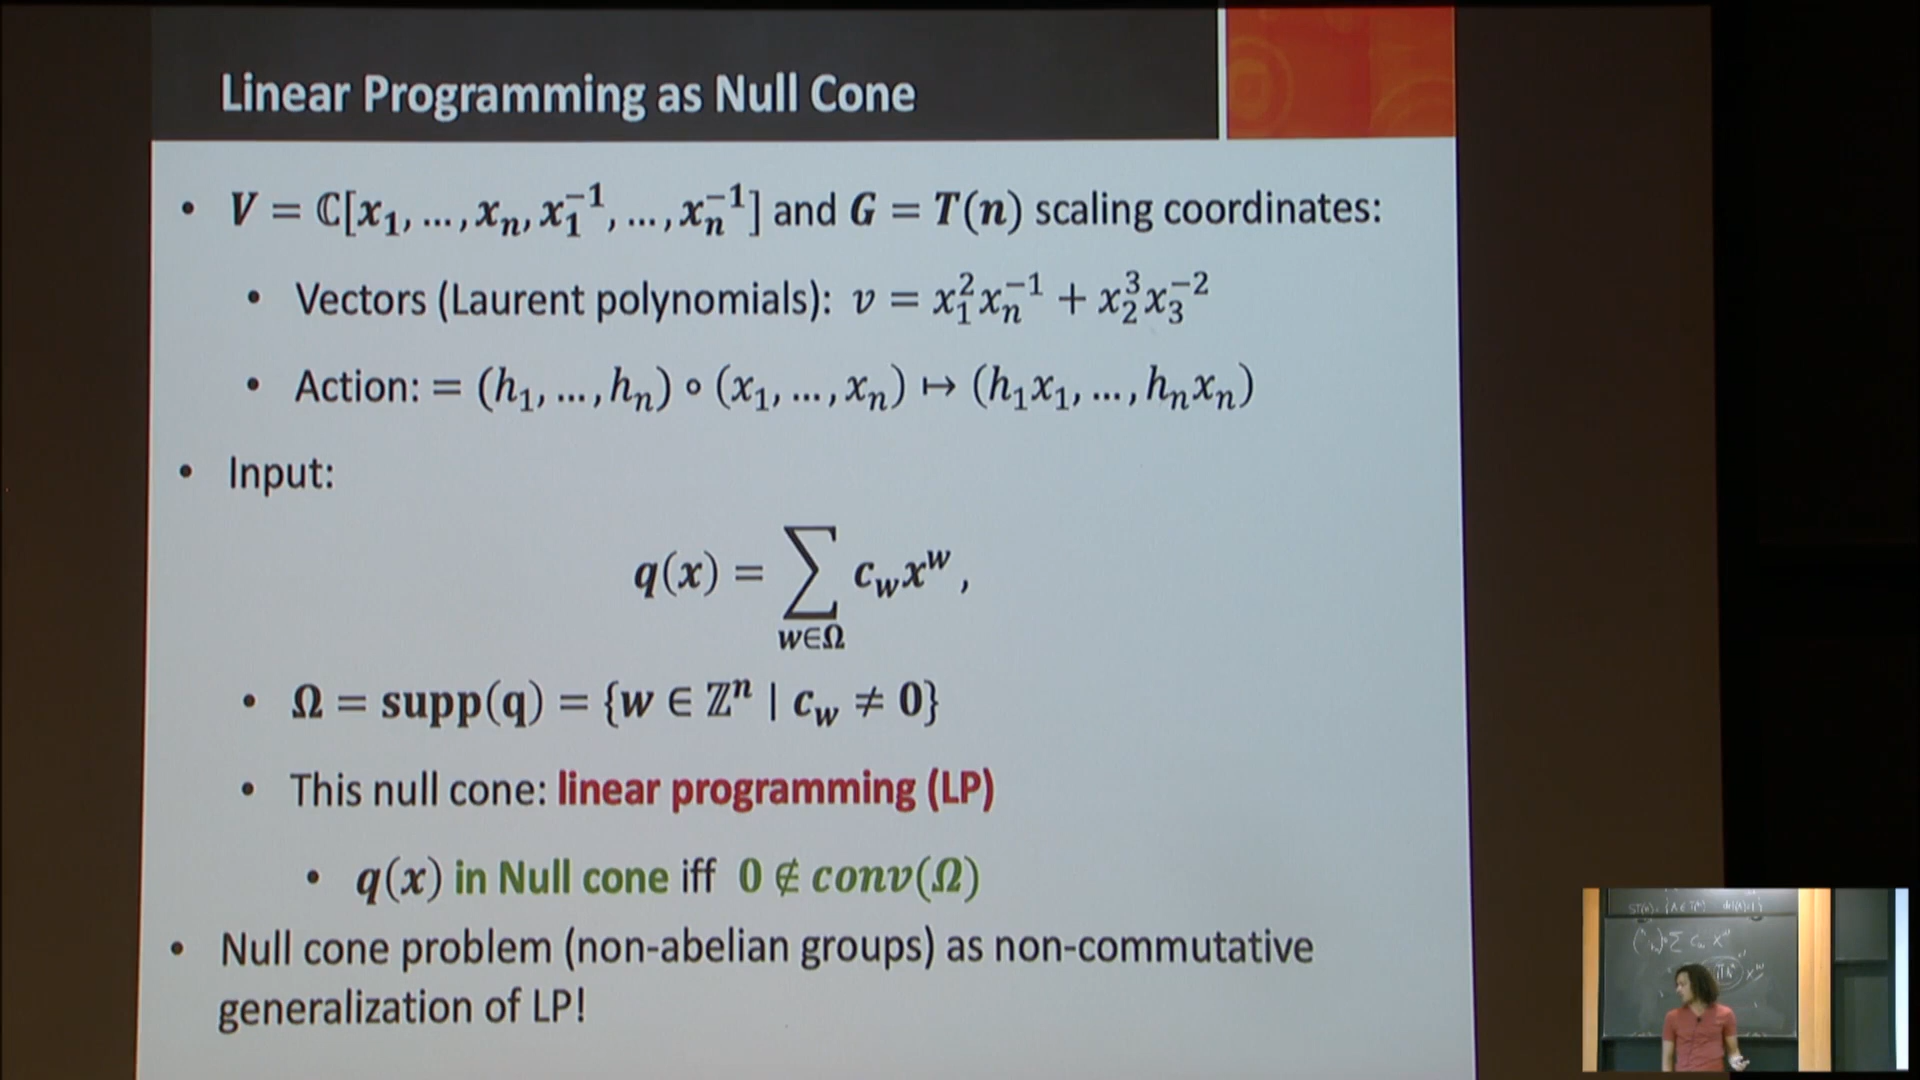 Linear Programming as Null Cone
• V = ℂ[x₁, …, xₙ, x₁⁻¹, …, xₙ⁻¹] and G = T(n) scaling coordinates:
• Vectors (Laurent polynomials): v = x₁²xₙ⁻¹ + x₂³x₃⁻²
• Action: = (h₁, …, hₙ) ∘ (x₁, …, xₙ) ↦ (h₁x₁, …, hₙxₙ)
• Input:
q(x) = ∑_{w∈Ω} c_w x^w ,
• Ω = supp(q) = {w ∈ ℤⁿ | c_w ≠ 0}
• This null cone: linear programming (LP)
• q(x) in Null cone iff 0 ∉ conv(Ω)
• Null cone problem (non-abelian groups) as non-commutative
generalization of LP!